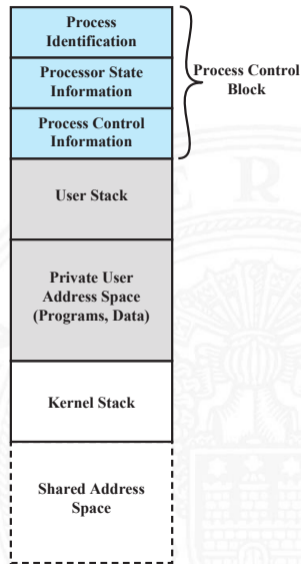 Process
Identification
Processor State
Information
Process Control
Information
Process Control
Block
User Stack
Private User
Address Space
(Programs, Data)
Kernel Stack
Shared Address
Space